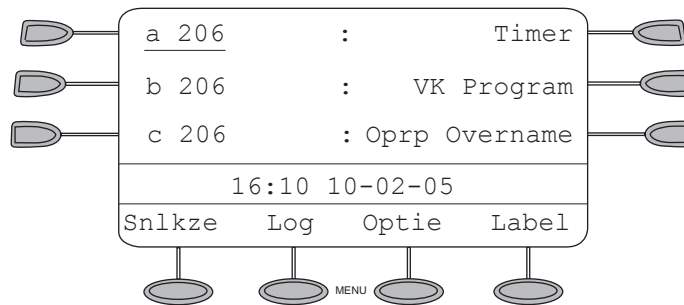 a 206 : Timer
b 206 : VK Program
c 206 : Oprp Overname
16:10 10-02-05
Snlkze Log Optie Label
MENU